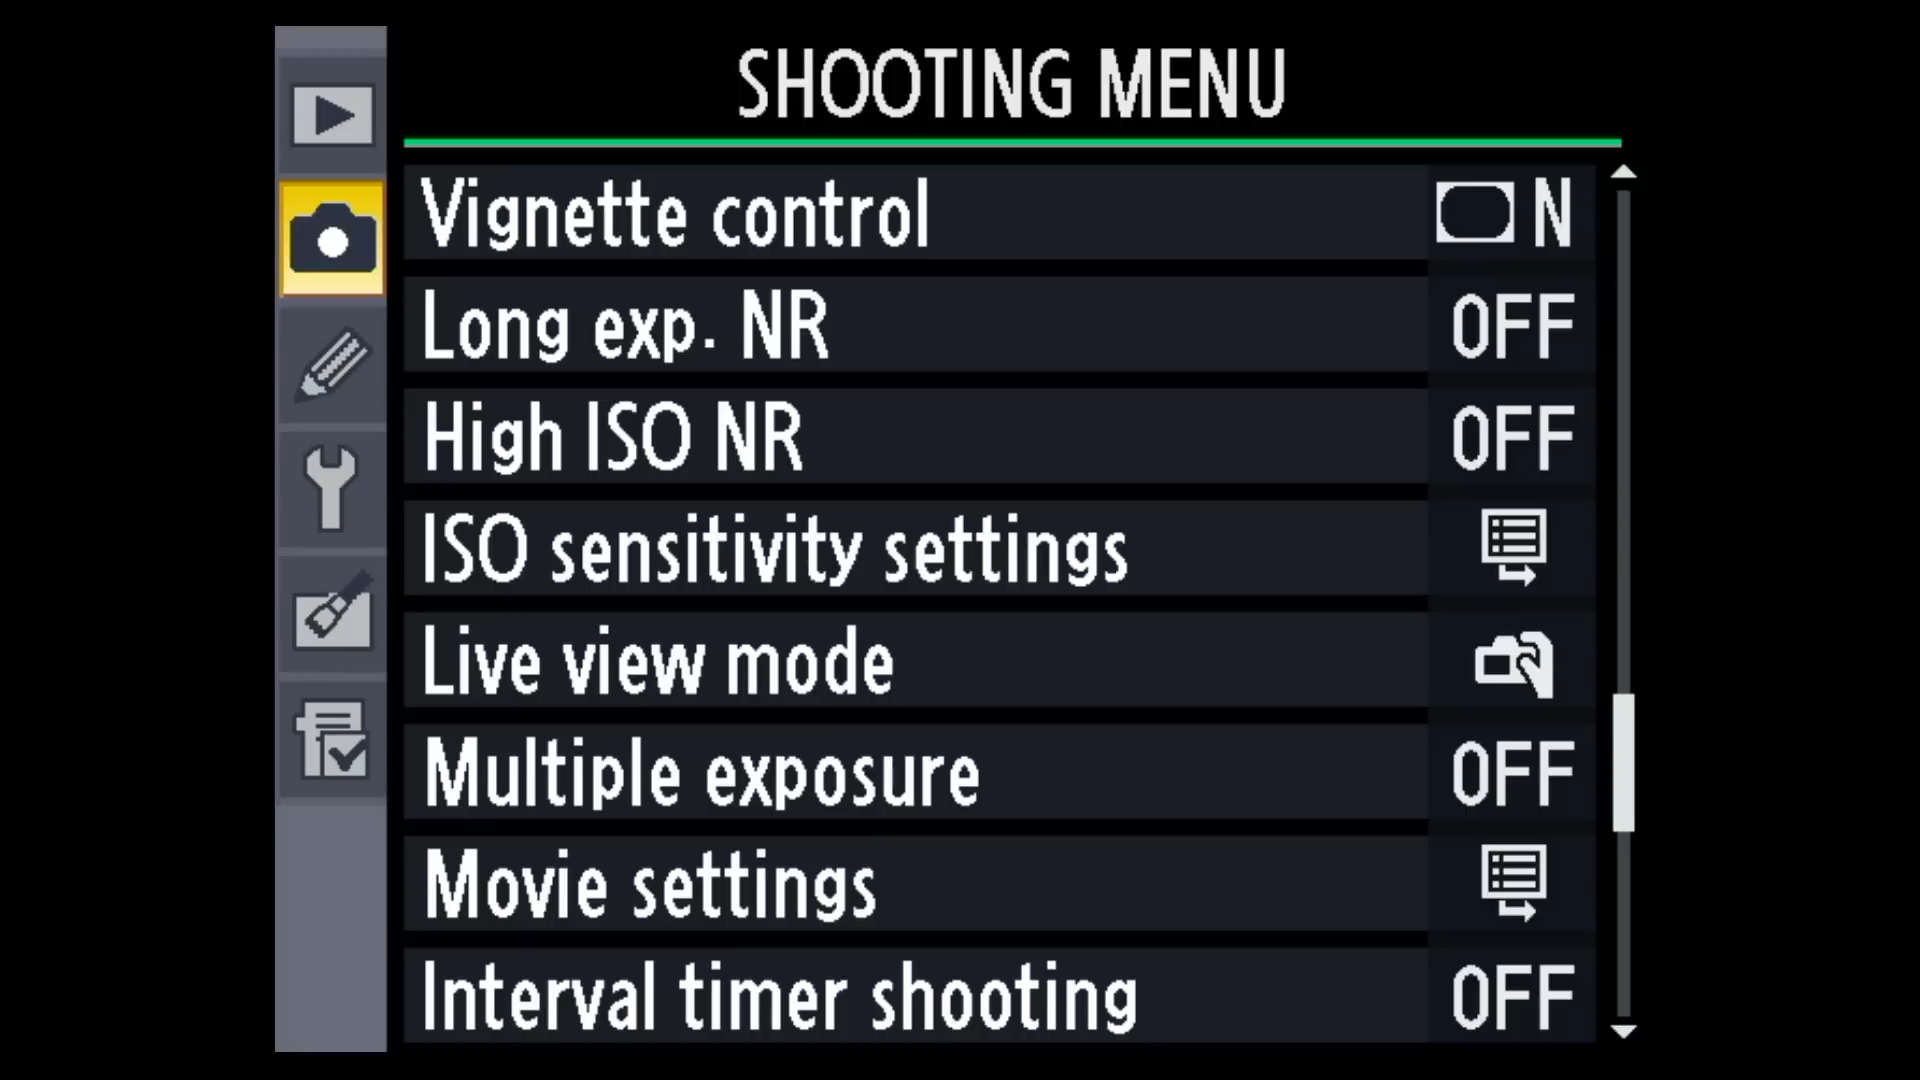 SHOOTING MENU
Vignette control N
Long exp. NR OFF
High ISO NR OFF
ISO sensitivity settings
Live view mode
Multiple exposure OFF
Movie settings
Interval timer shooting OFF